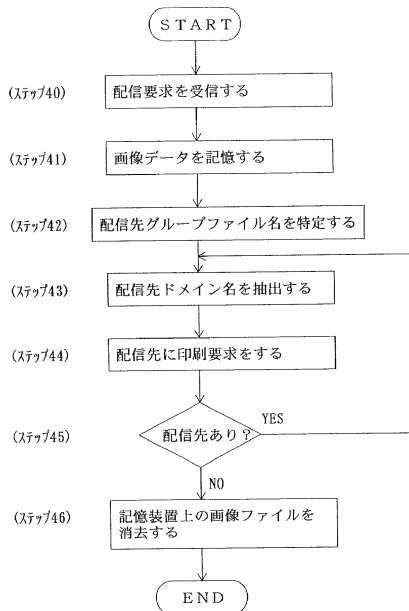 START
(ステップ40)
配信要求を受信する
(ステップ41)
画像データを記憶する
(ステップ42)
配信先グループファイル名を特定する
(ステップ43)
配信先ドメイン名を抽出する
(ステップ44)
配信先に印刷要求をする
(ステップ45)
配信先あり?
YES
NO
(ステップ46)
記憶装置上の画像ファイルを
消去する
END